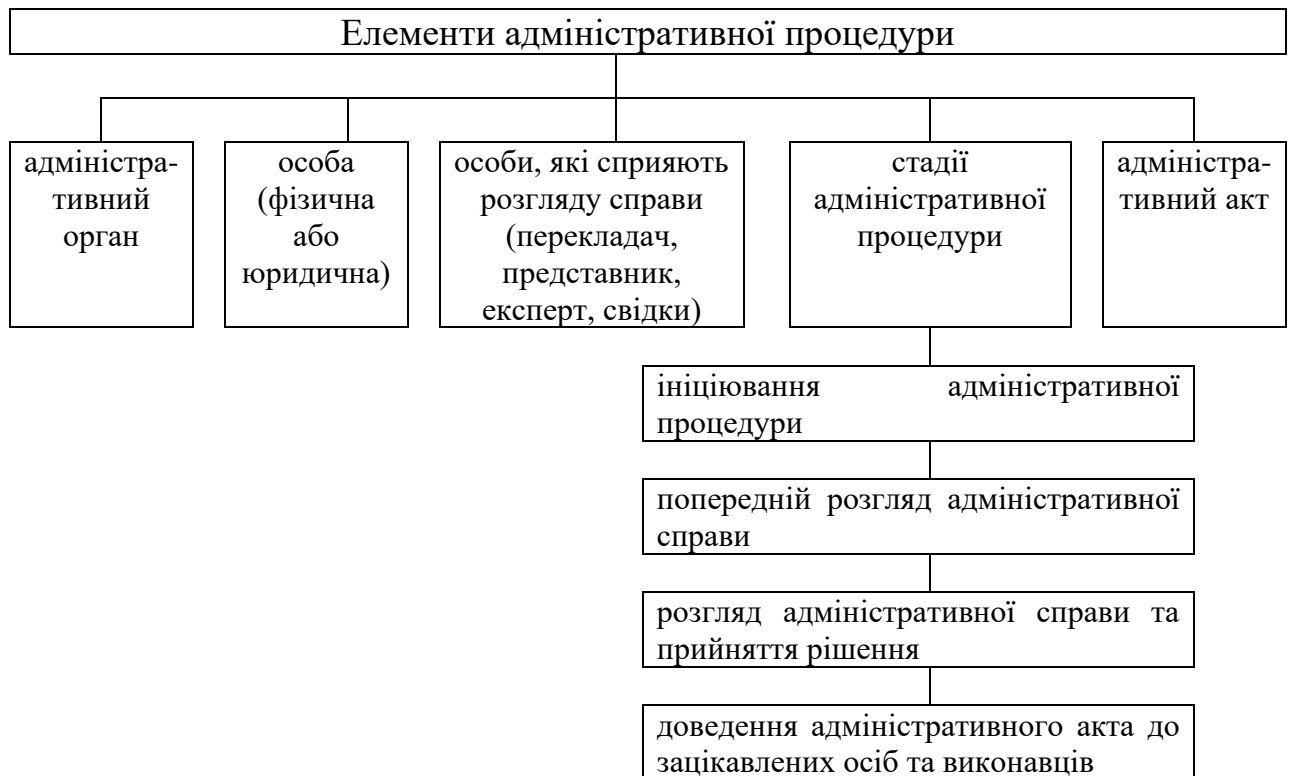 Елементи адміністративної процедури
адміністра-
тивний
орган
особа
(фізична
або
юридична)
особи, які сприяють
розгляду справи
(перекладач,
представник,
експерт, свідки)
стадії
адміністративної
процедури
адміністра-
тивний акт
ініціювання адміністративної
процедури
попередній розгляд адміністративної
справи
розгляд адміністративної справи та
прийняття рішення
доведення адміністративного акта до
зацікавлених осіб та виконавців